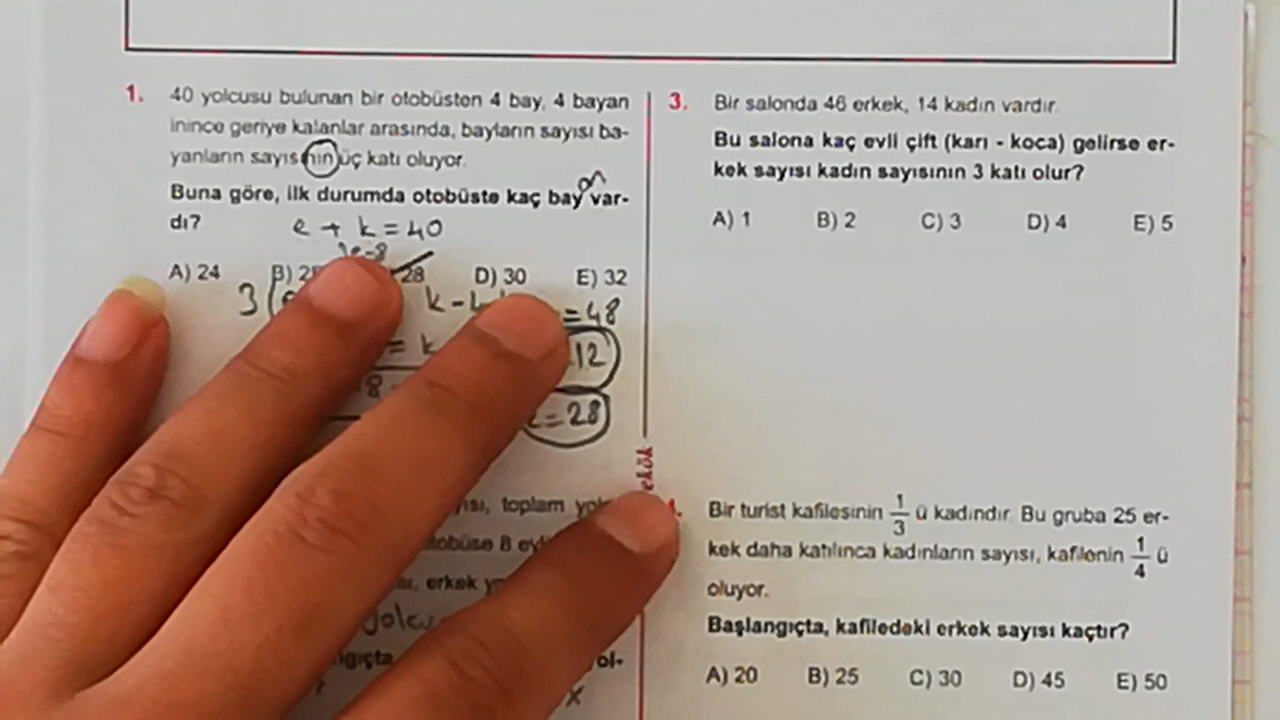 1. 40 yolcusu bulunan bir otobüsten 4 bay, 4 bayan
inince geriye kalanlar arasında, bayların sayısı ba-
yanların sayısının üç katı oluyor.
Buna göre, ilk durumda otobüste kaç bay var-
dı?
e + k = 40
A) 24 28 D) 30 E) 32
3 k - = 48
= k 12
8
= 28
toplam
otobüse 8
erkek
yolcu
x
3. Bir salonda 46 erkek, 14 kadın vardır.
Bu salona kaç evli çift (karı - koca) gelirse er-
kek sayısı kadın sayısının 3 katı olur?
A) 1 B) 2 C) 3 D) 4 E) 5
Bir turist kafilesinin 1/3 ü kadındır. Bu gruba 25 er-
kek daha katılınca kadınların sayısı, kafilenin 1/4 ü
oluyor.
Başlangıçta, kafiledeki erkek sayısı kaçtır?
A) 20 B) 25 C) 30 D) 45 E) 50